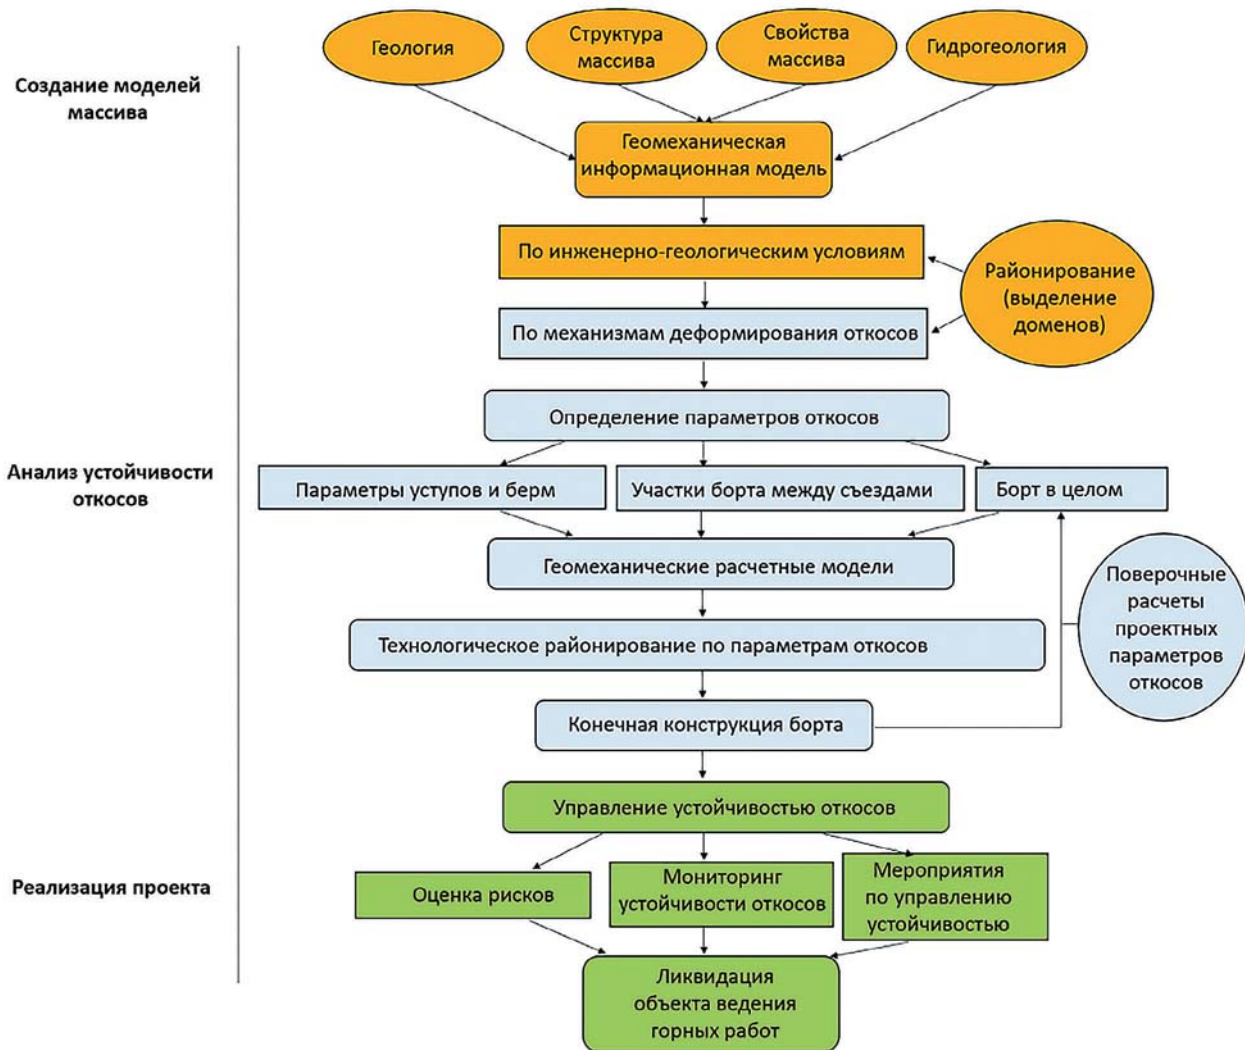 Создание моделей
массива
Геология
Структура
массива
Свойства
массива
Гидрогеология
Геомеханическая
информационная модель
По инженерно-геологическим условиям
Районирование
(выделение
доменов)
По механизмам деформирования откосов
Анализ устойчивости
откосов
Определение параметров откосов
Параметры уступов и берм
Участки борта между съездами
Борт в целом
Геомеханические расчетные модели
Поверочные
расчеты
проектных
параметров
откосов
Технологическое районирование по параметрам откосов
Конечная конструкция борта
Реализация проекта
Управление устойчивостью откосов
Оценка рисков
Мониторинг
устойчивости откосов
Мероприятия
по управлению
устойчивостью
Ликвидация
объекта ведения
горных работ